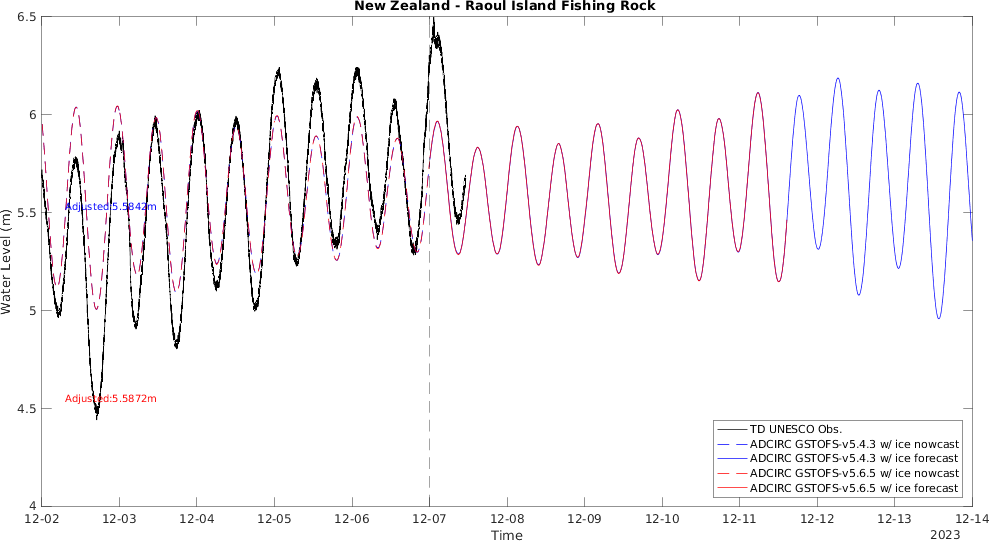 New Zealand - Raoul Island Fishing Rock
6.5
6
5.5
5
4.5
4
Water Level (m)
Adjusted:5.5842m
Adjusted:5.5872m
TD UNESCO Obs.
ADCIRC GSTOFS-v5.4.3 w/ ice nowcast
ADCIRC GSTOFS-v5.4.3 w/ ice forecast
ADCIRC GSTOFS-v5.6.5 w/ ice nowcast
ADCIRC GSTOFS-v5.6.5 w/ ice forecast
12-02 12-03 12-04 12-05 12-06 12-07 12-08 12-09 12-10 12-11 12-12 12-13 12-14
Time
2023